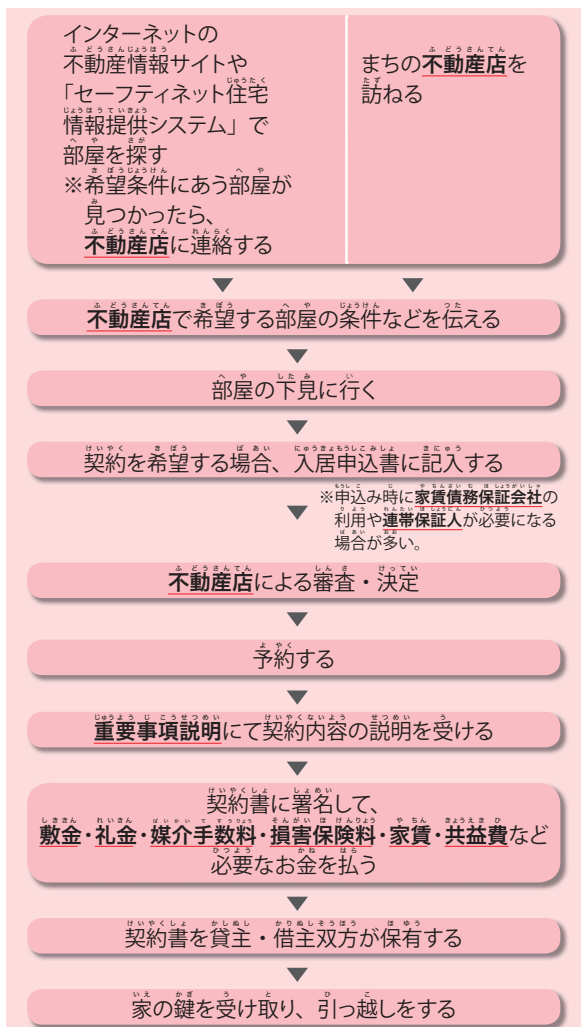 インターネットの
不動産情報サイトや
「セーフティネット住宅
情報提供システム」で
部屋を探す
※希望条件にあう部屋が
見つかったら、
不動産店に連絡する
まちの不動産店を
訪ねる
不動産店で希望する部屋の条件などを伝える
部屋の下見に行く
契約を希望する場合、入居申込書に記入する
※申込み時に家賃債務保証会社の
利用や連帯保証人が必要になる
場合が多い。
不動産店による審査・決定
予約する
重要事項説明にて契約内容の説明を受ける
契約書に署名して、
敷金・礼金・媒介手数料・損害保険料・家賃・共益費など
必要なお金を払う
契約書を貸主・借主双方が保有する
家の鍵を受け取り、引っ越しをする